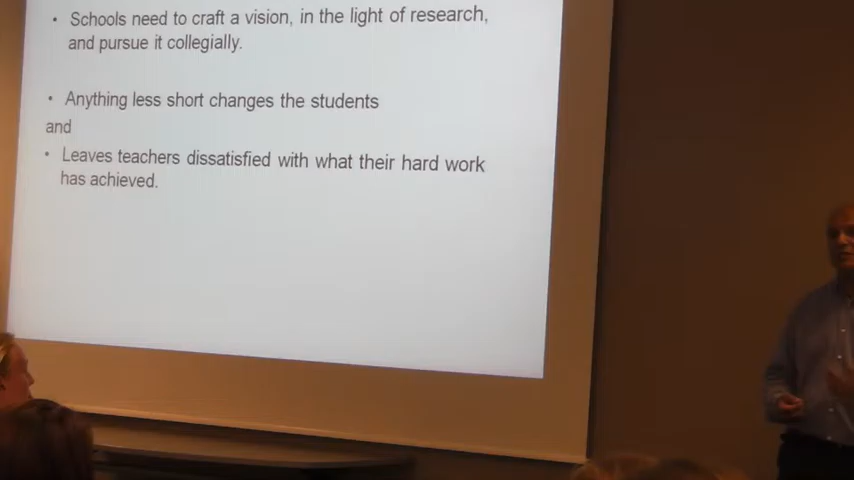 • Schools need to craft a vision, in the light of research,
and pursue it collegially.
• Anything less short changes the students
and
• Leaves teachers dissatisfied with what their hard work
has achieved.